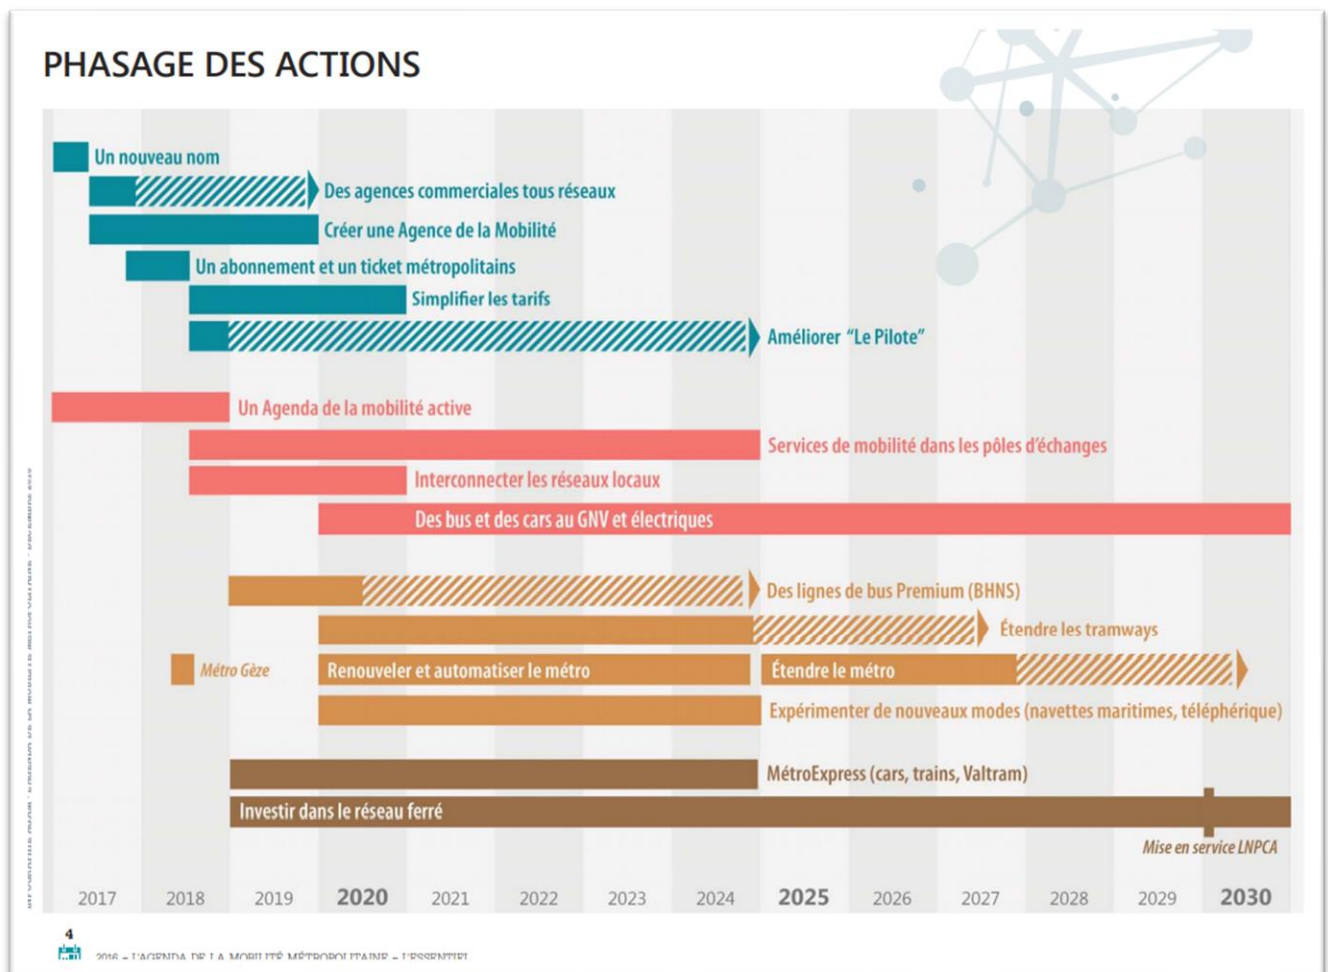 PHASAGE DES ACTIONS
Un nouveau nom
Des agences commerciales tous réseaux
Créer une Agence de la Mobilité
Un abonnement et un ticket métropolitains
Simplifier les tarifs
Améliorer “Le Pilote”
Un Agenda de la mobilité active
Services de mobilité dans les pôles d’échanges
Interconnecter les réseaux locaux
Des bus et des cars au GNV et électriques
Des lignes de bus Premium (BHNS)
Étendre les tramways
Métro Gèze
Renouveler et automatiser le métro
Étendre le métro
Expérimenter de nouveaux modes (navettes maritimes, téléphérique)
MétroExpress (cars, trains, Valtram)
Investir dans le réseau ferré
Mise en service LNPCA
2017 2018 2019 2020 2021 2022 2023 2024 2025 2026 2027 2028 2029 2030
4
2016 – L'AGENDA DE LA MOBILITÉ MÉTROPOLITAINE – L'ESSENTIEL